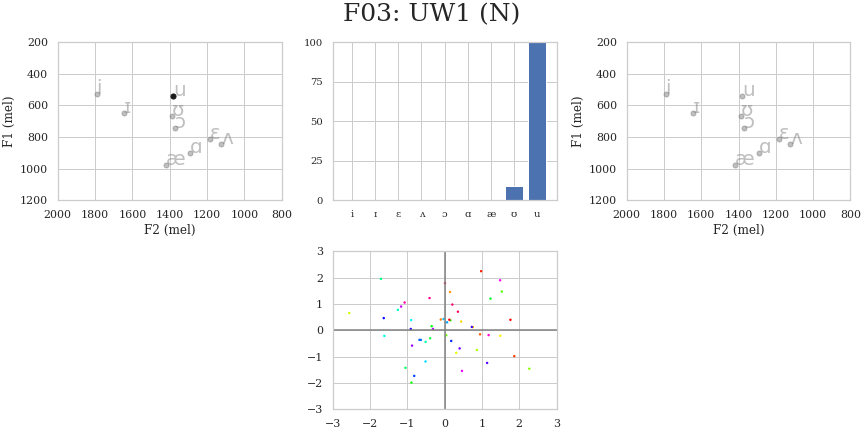 F03: UW1 (N)
200
400
600
800
1000
1200
F1 (mel)
2000 1800 1600 1400 1200 1000 800
F2 (mel)
i
ɪ
u
ʊ
ɔ
ɛ
ʌ
ɑ
æ
100
75
50
25
0
i ɪ ɛ ʌ ɔ ɑ æ ʊ u
200
400
600
800
1000
1200
F1 (mel)
2000 1800 1600 1400 1200 1000 800
F2 (mel)
i
ɪ
u
ʊ
ɔ
ɛ
ʌ
ɑ
æ
3
2
1
0
−1
−2
−3
−3 −2 −1 0 1 2 3